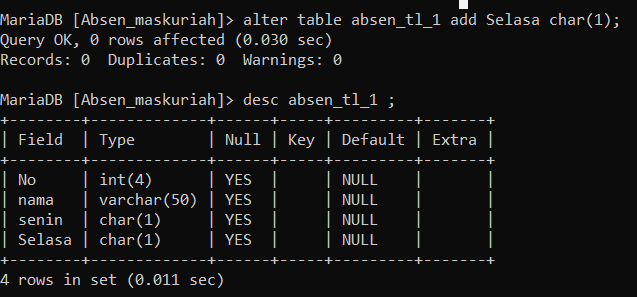 MariaDB [Absen_maskuriah]> alter table absen_tl_1 add Selasa char(1);
Query OK, 0 rows affected (0.030 sec)
Records: 0  Duplicates: 0  Warnings: 0

MariaDB [Absen_maskuriah]> desc absen_tl_1 ;
+--------+-------------+------+-----+---------+-------+
| Field  | Type        | Null | Key | Default | Extra |
+--------+-------------+------+-----+---------+-------+
| No     | int(4)      | YES  |     | NULL    |       |
| nama   | varchar(50) | YES  |     | NULL    |       |
| senin  | char(1)     | YES  |     | NULL    |       |
| Selasa | char(1)     | YES  |     | NULL    |       |
+--------+-------------+------+-----+---------+-------+
4 rows in set (0.011 sec)